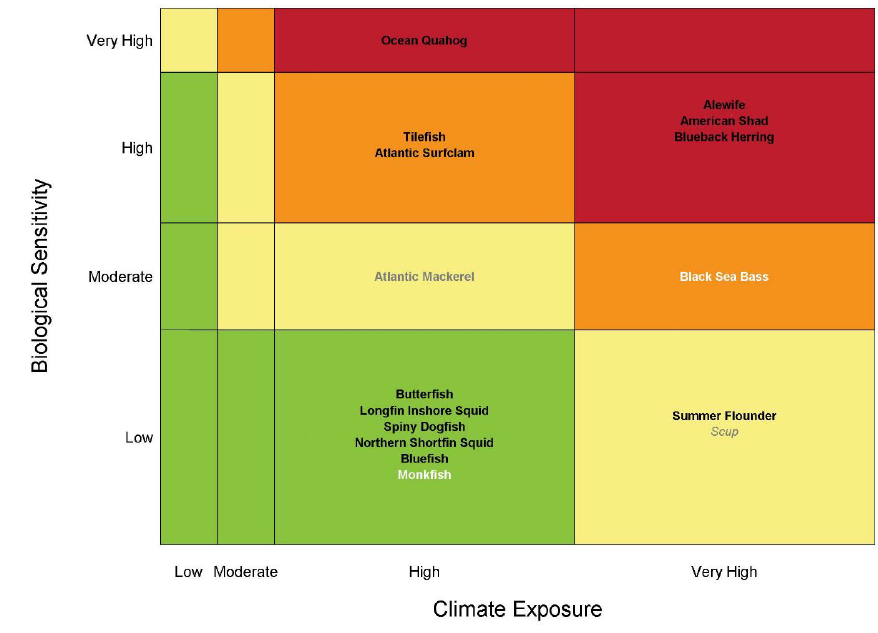 Very High
Ocean Quahog
Alewife
American Shad
Blueback Herring
High
Tilefish
Atlantic Surfclam
Biological Sensitivity
Moderate
Atlantic Mackerel
Black Sea Bass
Low
Butterfish
Longfin Inshore Squid
Spiny Dogfish
Northern Shortfin Squid
Bluefish
Monkfish
Summer Flounder
Scup
Low Moderate High Very High
Climate Exposure